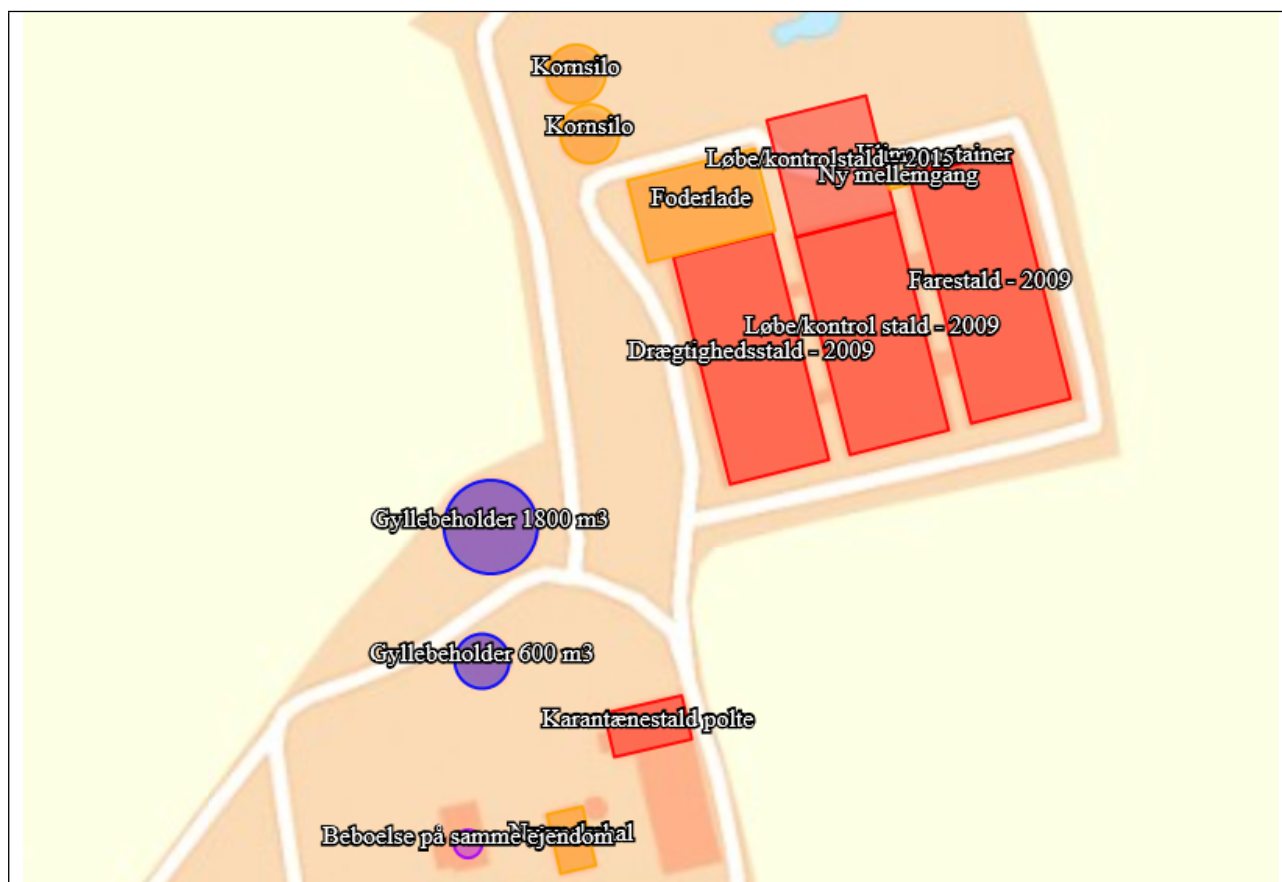 Kornsilo
Kornsilo
Løbe/kontrolstald - 2015
Ny mellemgang
Foderlade
Farestald - 2009
Løbe/kontrol stald - 2009
Drægtighedsstald - 2009
Gyllebeholder 1800 m3
Gyllebeholder 600 m3
Karantænestald polte
Beboelse på samme ejendom